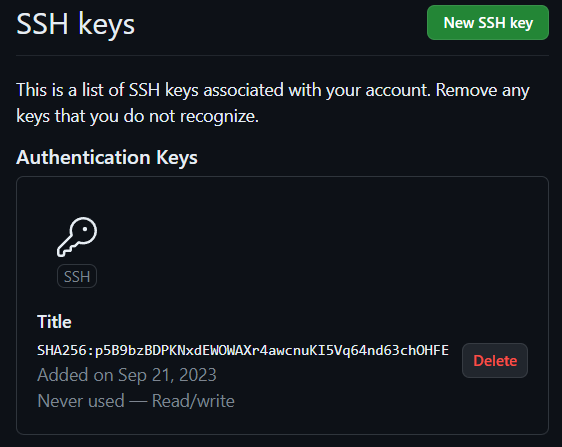 SSH keys
New SSH key
This is a list of SSH keys associated with your account. Remove any
keys that you do not recognize.
Authentication Keys
SSH
Title
SHA256:p5B9bzBDPKNxdEWOWAXr4awcnuKI5Vq64nd63chOHFE
Delete
Added on Sep 21, 2023
Never used — Read/write